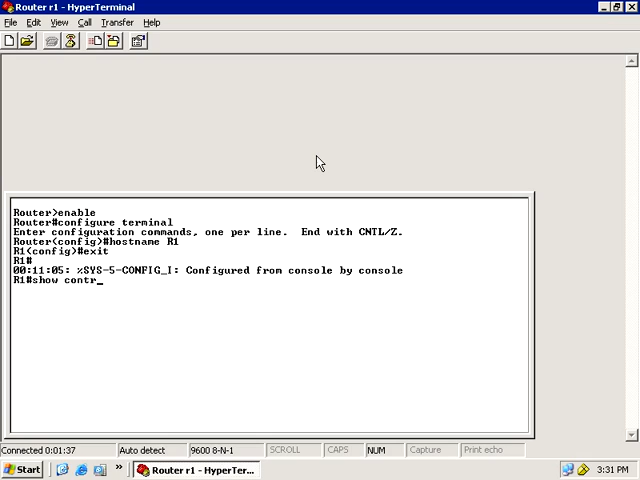 Router r1 - HyperTerminal
File Edit View Call Transfer Help
Router>enable
Router#configure terminal
Enter configuration commands, one per line.  End with CNTL/Z.
Router(config)#hostname R1
R1(config)#exit
R1#
00:11:05: %SYS-5-CONFIG_I: Configured from console by console
R1#show contr_
Connected 0:01:37 Auto detect 9600 8-N-1 SCROLL CAPS NUM Capture Print echo
Start » Router r1 - HyperTer... 3:31 PM